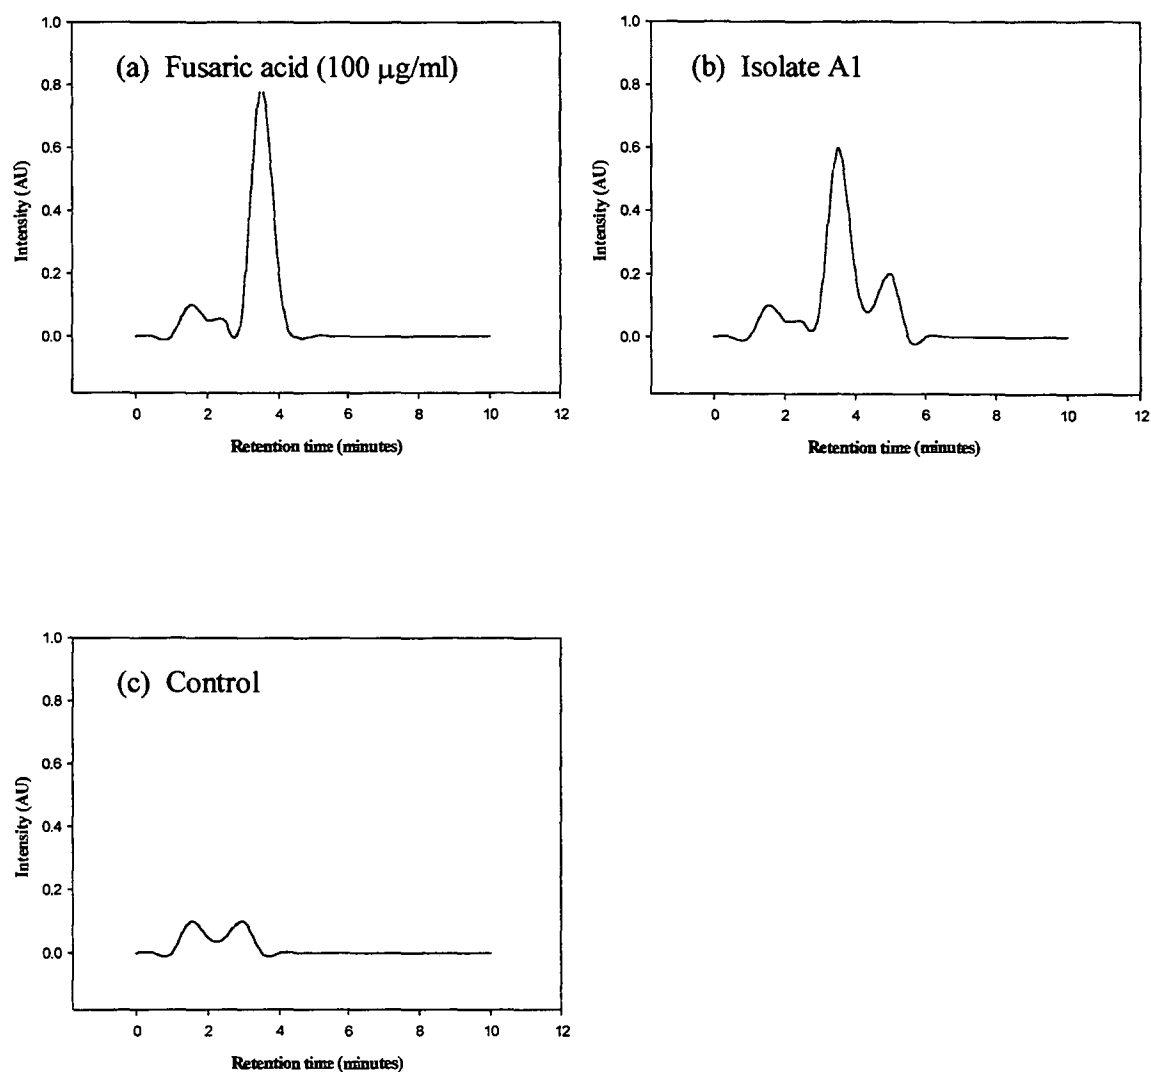 (a) Fusaric acid (100 μg/ml)
1.0
0.8
0.6
0.4
0.2
0.0
Intensity (AU)
0 2 4 6 8 10 12
Retention time (minutes)
(b) Isolate A1
1.0
0.8
0.6
0.4
0.2
0.0
Intensity (AU)
0 2 4 6 8 10 12
Retention time (minutes)
(c) Control
1.0
0.8
0.6
0.4
0.2
0.0
Intensity (AU)
0 2 4 6 8 10 12
Retention time (minutes)